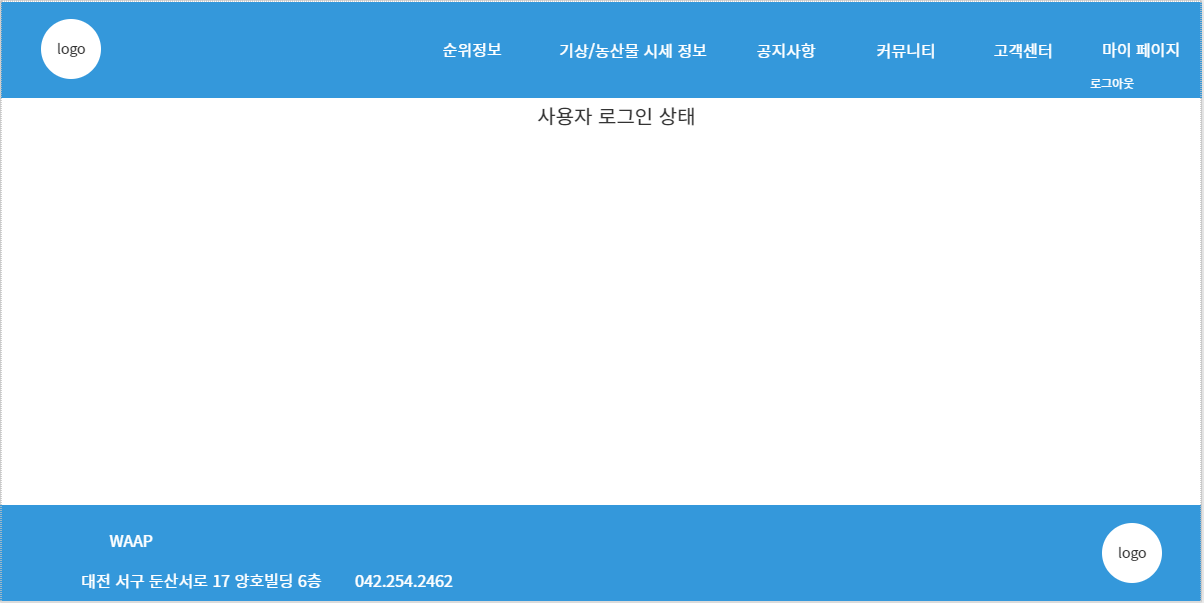 logo 순위정보 기상/농산물 시세 정보 공지사항 커뮤니티 고객센터 마이 페이지
로그아웃
사용자 로그인 상태
WAAP
logo
대전 서구 둔산서로 17 양호빌딩 6층 042.254.2462